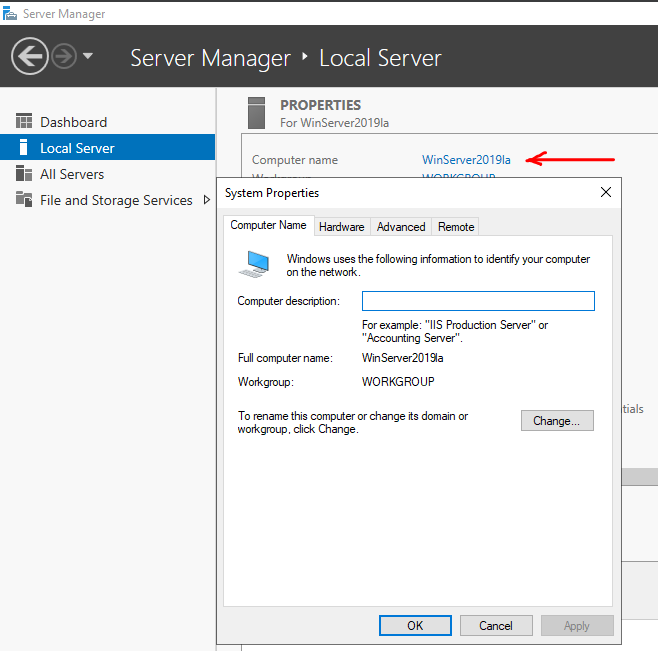 Server Manager
Server Manager ‣ Local Server
Dashboard
Local Server
All Servers
File and Storage Services
PROPERTIES
For WinServer2019la
Computer name WinServer2019la
WORKGROUP
System Properties
Computer Name Hardware Advanced Remote
Windows uses the following information to identify your computer
on the network.
Computer description:
For example: "IIS Production Server" or
"Accounting Server".
Full computer name: WinServer2019la
Workgroup: WORKGROUP
To rename this computer or change its domain or
workgroup, click Change.
Change...
tials
OK Cancel Apply